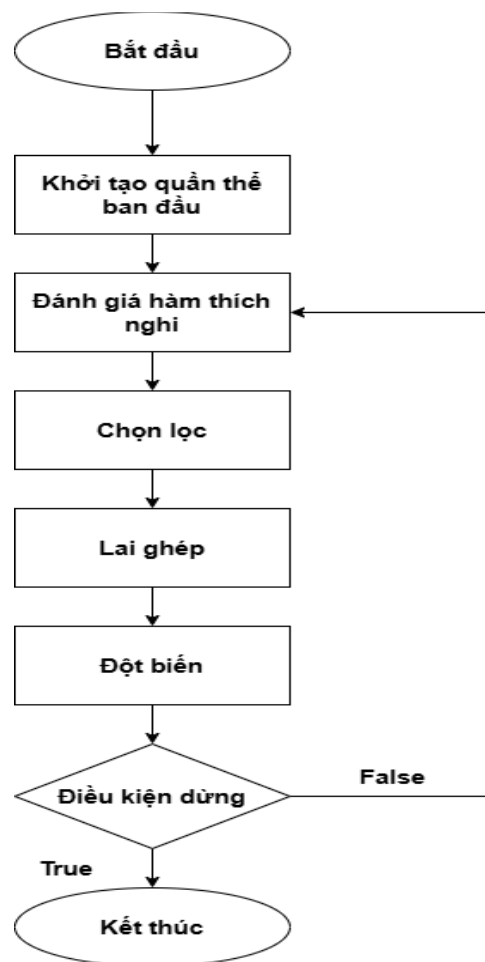 Bắt đầu
Khởi tạo quần thể
ban đầu
Đánh giá hàm thích
nghi
Chọn lọc
Lai ghép
Đột biến
Điều kiện dừng
False
True
Kết thúc